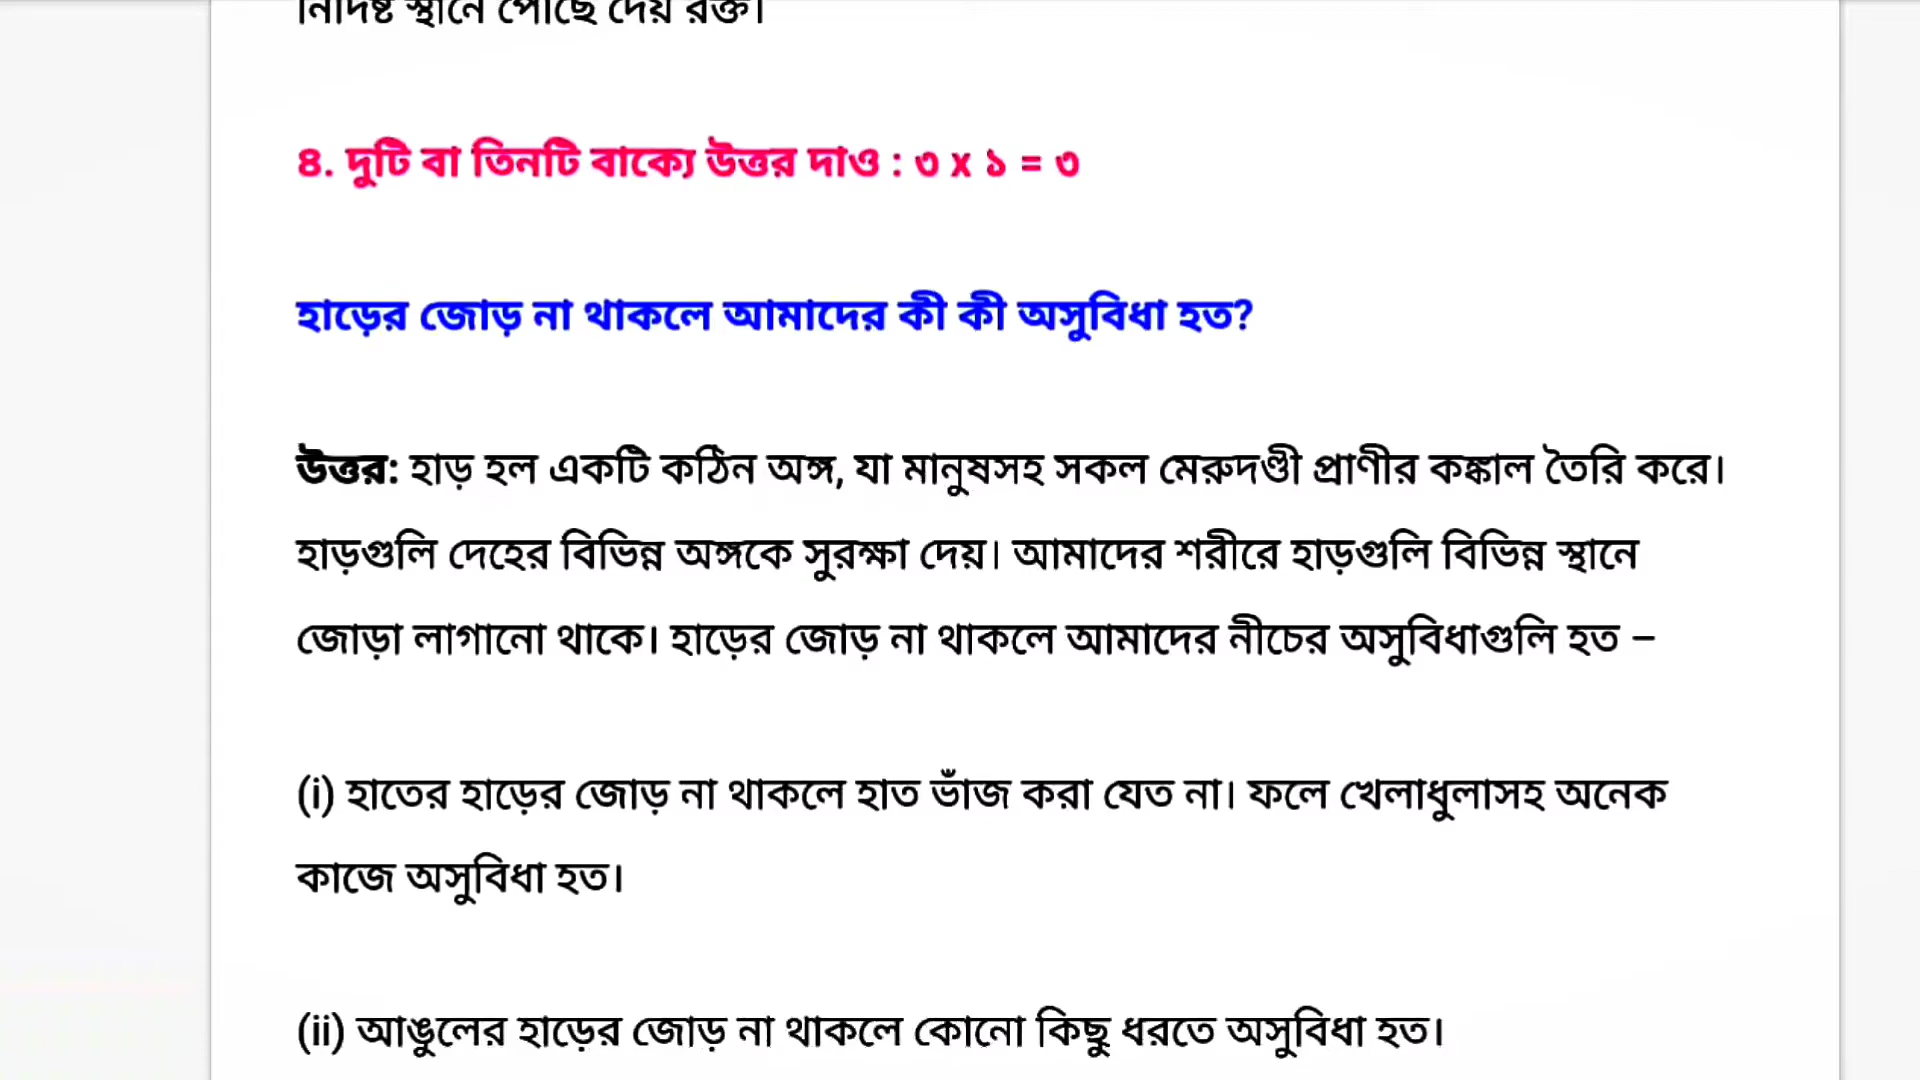 নির্দিষ্ট স্থানে পৌঁছে দেয় রক্ত।
৪. দুটি বা তিনটি বাক্যে উত্তর দাও : ৩ x ১ = ৩
হাড়ের জোড় না থাকলে আমাদের কী কী অসুবিধা হত?
উত্তর: হাড় হল একটি কঠিন অঙ্গ, যা মানুষসহ সকল মেরুদণ্ডী প্রাণীর কঙ্কাল তৈরি করে।
হাড়গুলি দেহের বিভিন্ন অঙ্গকে সুরক্ষা দেয়। আমাদের শরীরে হাড়গুলি বিভিন্ন স্থানে
জোড়া লাগানো থাকে। হাড়ের জোড় না থাকলে আমাদের নীচের অসুবিধাগুলি হত –
(i) হাতের হাড়ের জোড় না থাকলে হাত ভাঁজ করা যেত না। ফলে খেলাধুলাসহ অনেক
কাজে অসুবিধা হত।
(ii) আঙুলের হাড়ের জোড় না থাকলে কোনো কিছু ধরতে অসুবিধা হত।